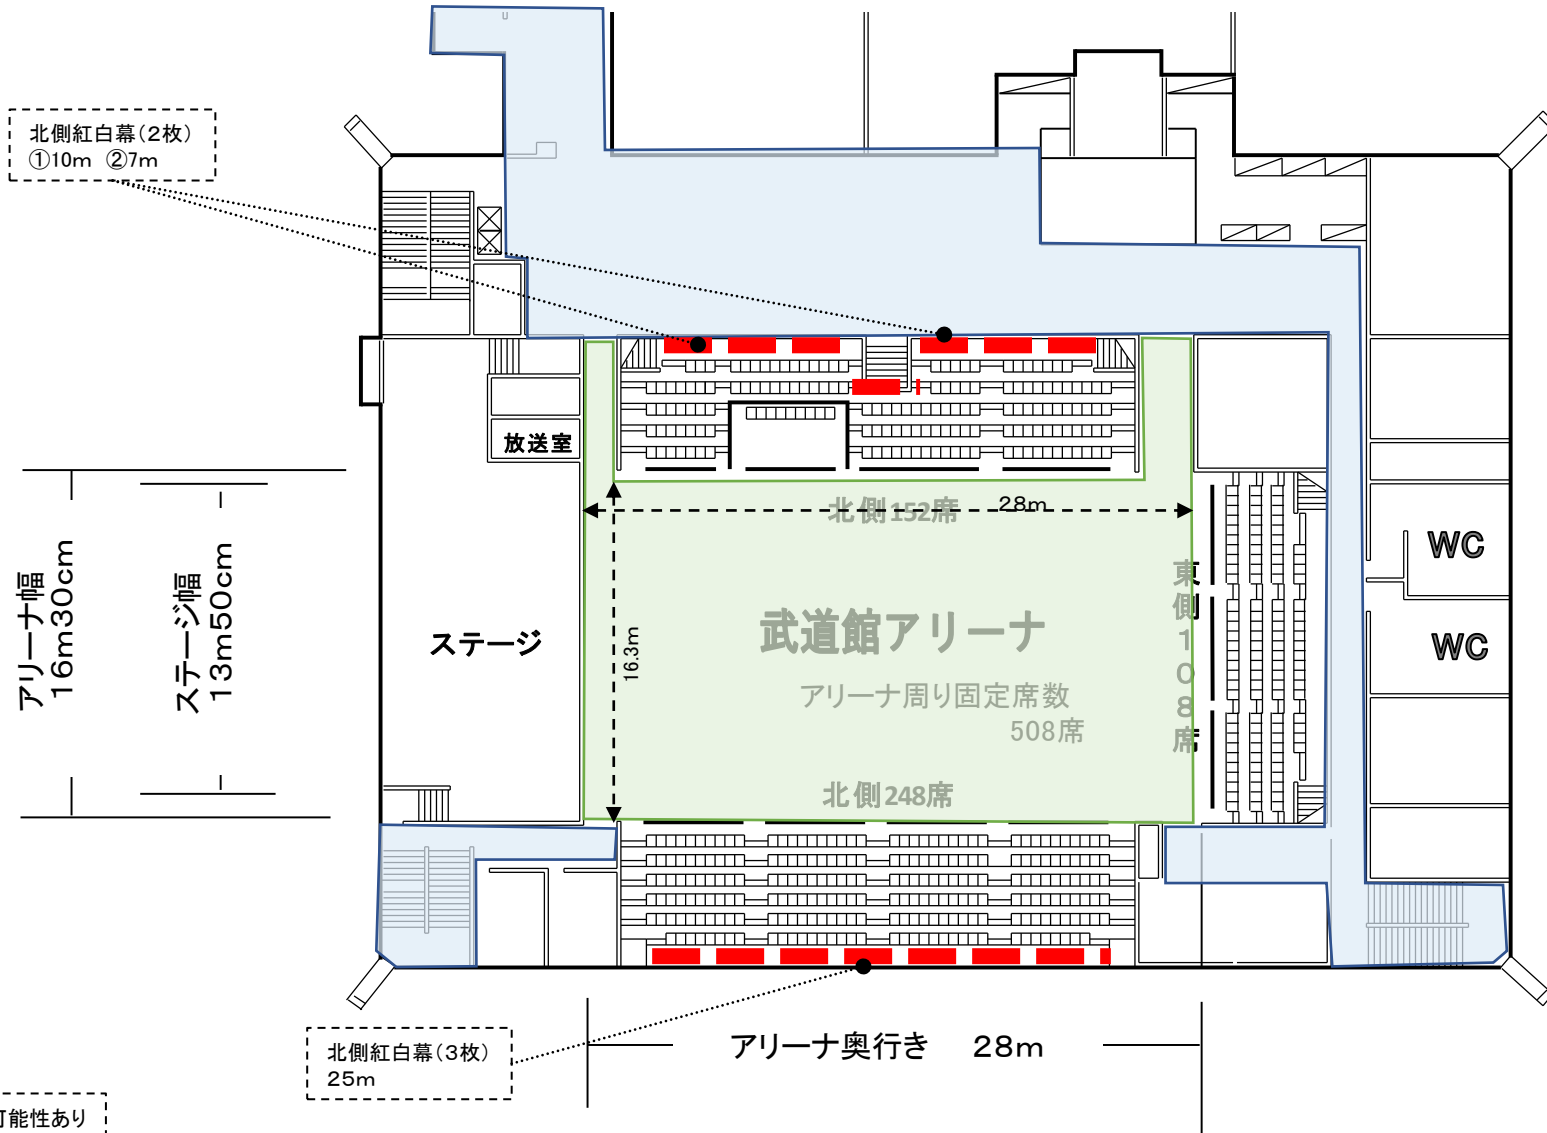 北側紅白幕(2枚)
①10m ②7m
放送室
北側152席
28m
アリーナ幅
16m30cm
ステージ幅
13m50cm
ステージ
16.3m
武道館アリーナ
アリーナ周り固定席数
508席
東側108席
WC
WC
北側248席
北側紅白幕(3枚)
25m
アリーナ奥行き 28m
可能性あり